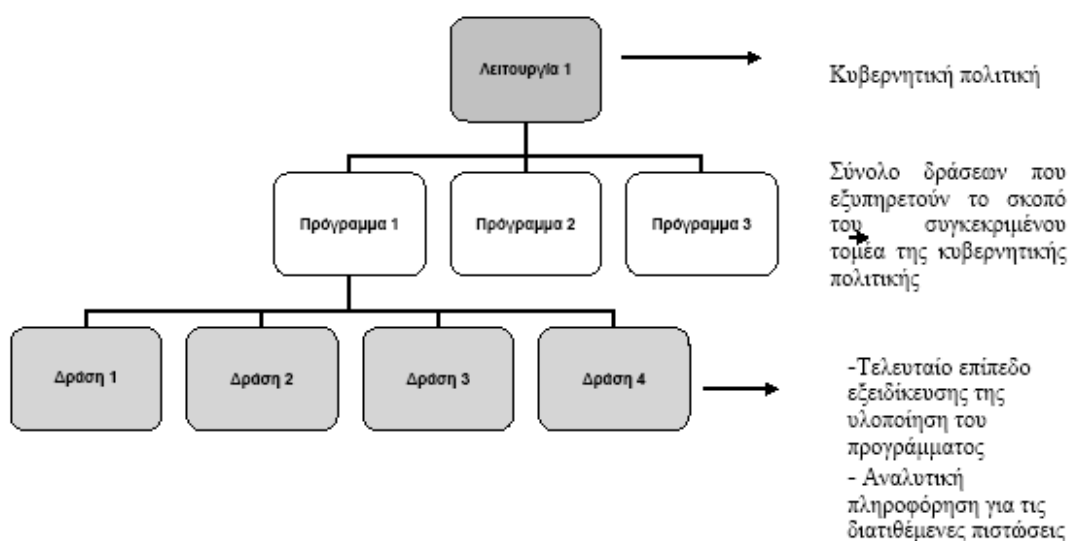 Λειτουργία 1
Κυβερνητική πολιτική
Πρόγραμμα 1
Πρόγραμμα 2
Πρόγραμμα 3
Σύνολο δράσεων που
εξυπηρετούν το σκοπό
του συγκεκριμένου
τομέα της κυβερνητικής
πολιτικής
Δράση 1
Δράση 2
Δράση 3
Δράση 4
-Τελευταίο επίπεδο
εξειδίκευσης της
υλοποίηση του
προγράμματος
- Αναλυτική
πληροφόρηση για τις
διατιθέμενες πιστώσεις